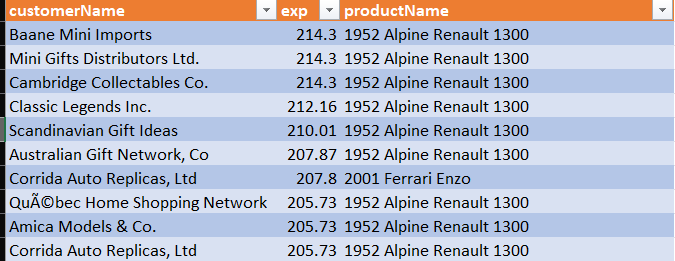 customerName exp productName
Baane Mini Imports 214.3 1952 Alpine Renault 1300
Mini Gifts Distributors Ltd. 214.3 1952 Alpine Renault 1300
Cambridge Collectables Co. 214.3 1952 Alpine Renault 1300
Classic Legends Inc. 212.16 1952 Alpine Renault 1300
Scandinavian Gift Ideas 210.01 1952 Alpine Renault 1300
Australian Gift Network, Co 207.87 1952 Alpine Renault 1300
Corrida Auto Replicas, Ltd 207.8 2001 Ferrari Enzo
QuÃ©bec Home Shopping Network 205.73 1952 Alpine Renault 1300
Amica Models & Co. 205.73 1952 Alpine Renault 1300
Corrida Auto Replicas, Ltd 205.73 1952 Alpine Renault 1300